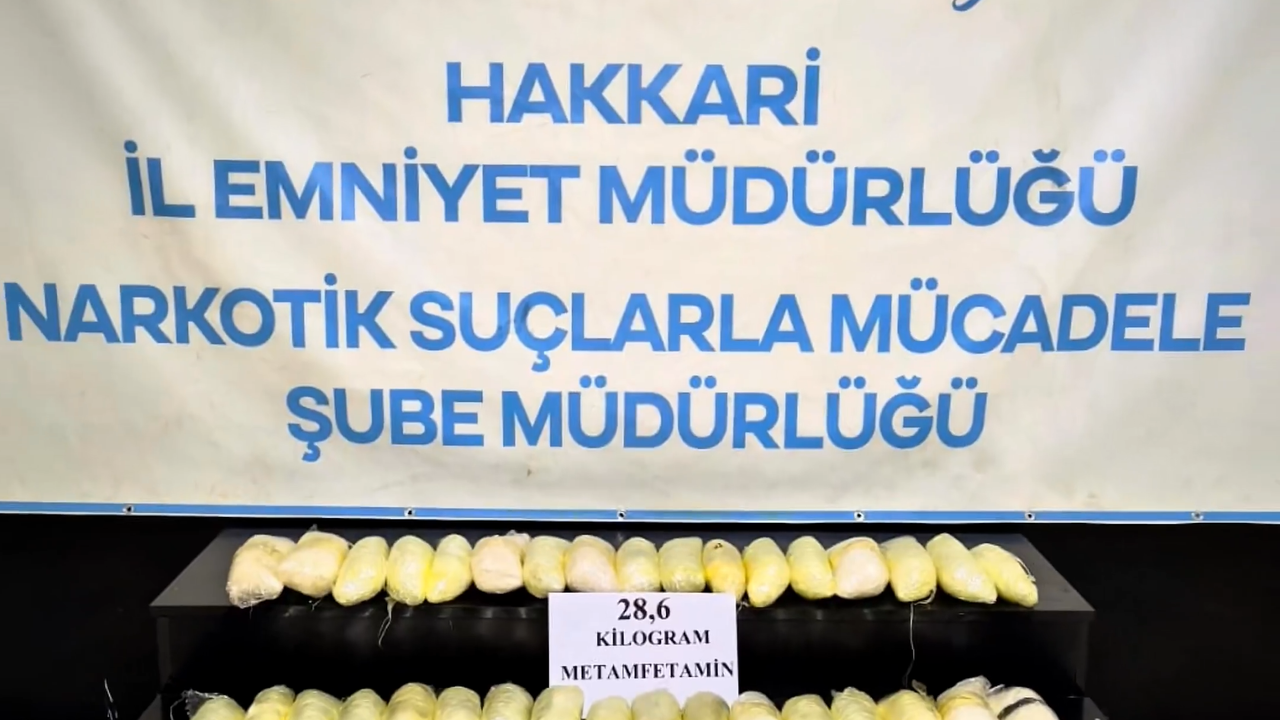 HAKKARİ
İL EMNİYET MÜDÜRLÜĞÜ
NARKOTİK SUÇLARLA MÜCADELE
ŞUBE MÜDÜRLÜĞÜ
28,6
KİLOGRAM
METAMFETAMİN